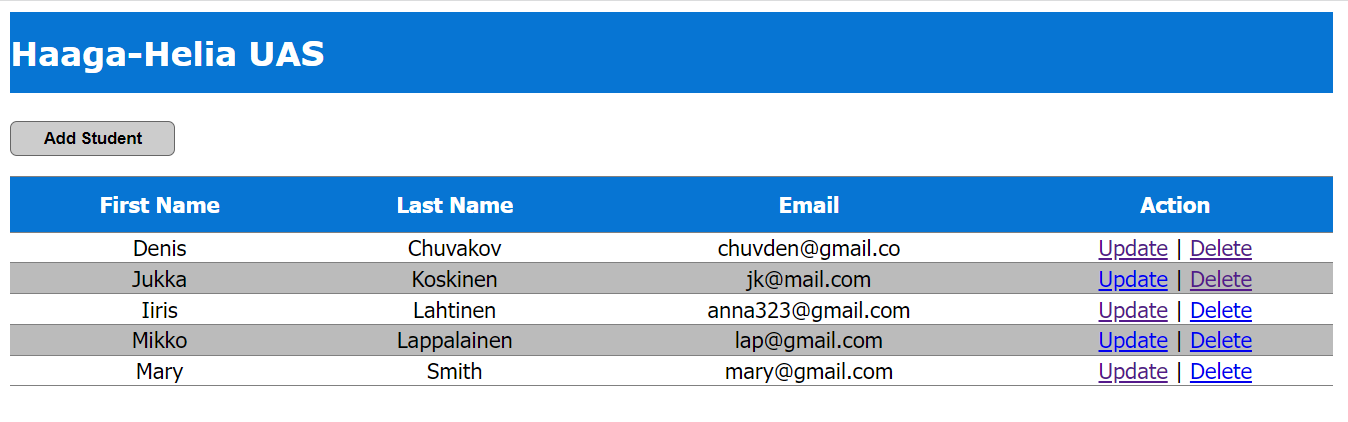 Haaga-Helia UAS
Add Student
First Name Last Name Email Action
Denis Chuvakov chuvden@gmail.co Update | Delete
Jukka Koskinen jk@mail.com Update | Delete
Iiris Lahtinen anna323@gmail.com Update | Delete
Mikko Lappalainen lap@gmail.com Update | Delete
Mary Smith mary@gmail.com Update | Delete